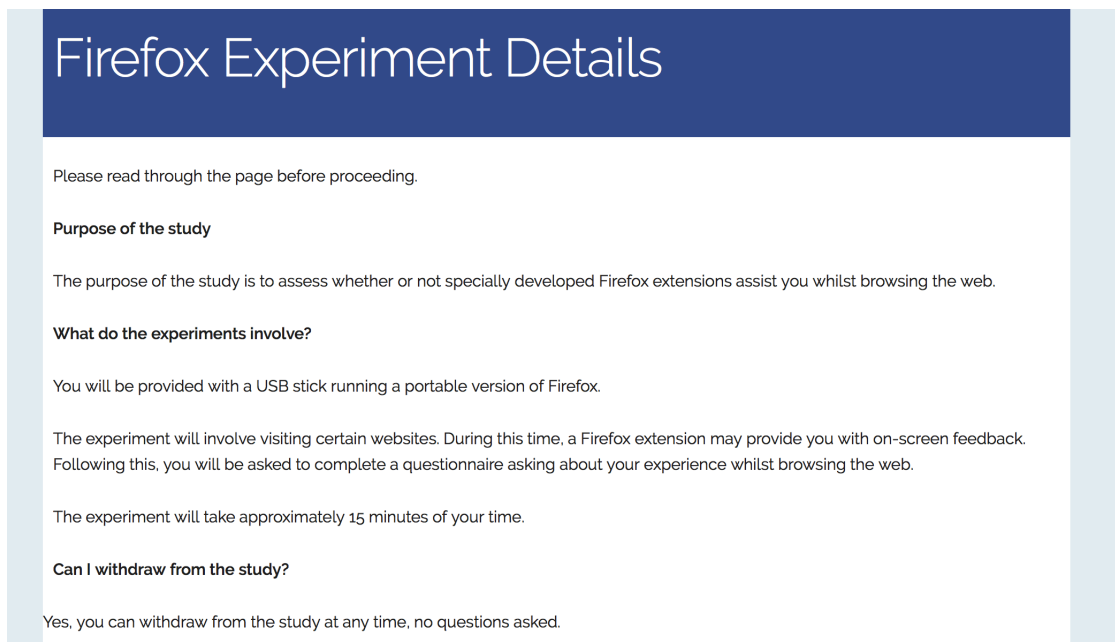 Firefox Experiment Details
Please read through the page before proceeding.
Purpose of the study
The purpose of the study is to assess whether or not specially developed Firefox extensions assist you whilst browsing the web.
What do the experiments involve?
You will be provided with a USB stick running a portable version of Firefox.
The experiment will involve visiting certain websites. During this time, a Firefox extension may provide you with on-screen feedback.
Following this, you will be asked to complete a questionnaire asking about your experience whilst browsing the web.
The experiment will take approximately 15 minutes of your time.
Can I withdraw from the study?
Yes, you can withdraw from the study at any time, no questions asked.